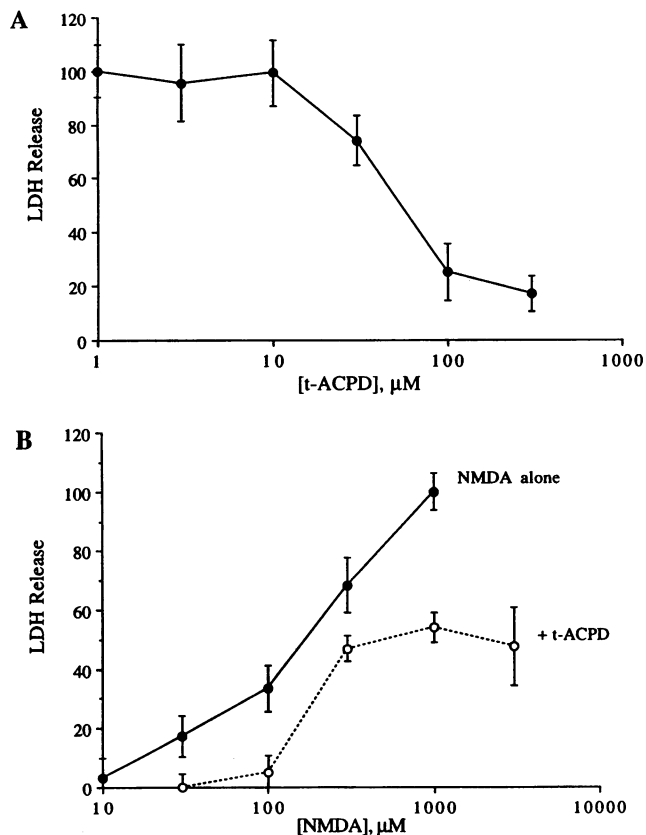 A
120
100
80
60
40
20
0
LDH Release
1
10
100
1000
[t-ACPD], μM
B
120
100
80
60
40
20
0
LDH Release
NMDA alone
+ t-ACPD
10
100
1000
10000
[NMDA], μM